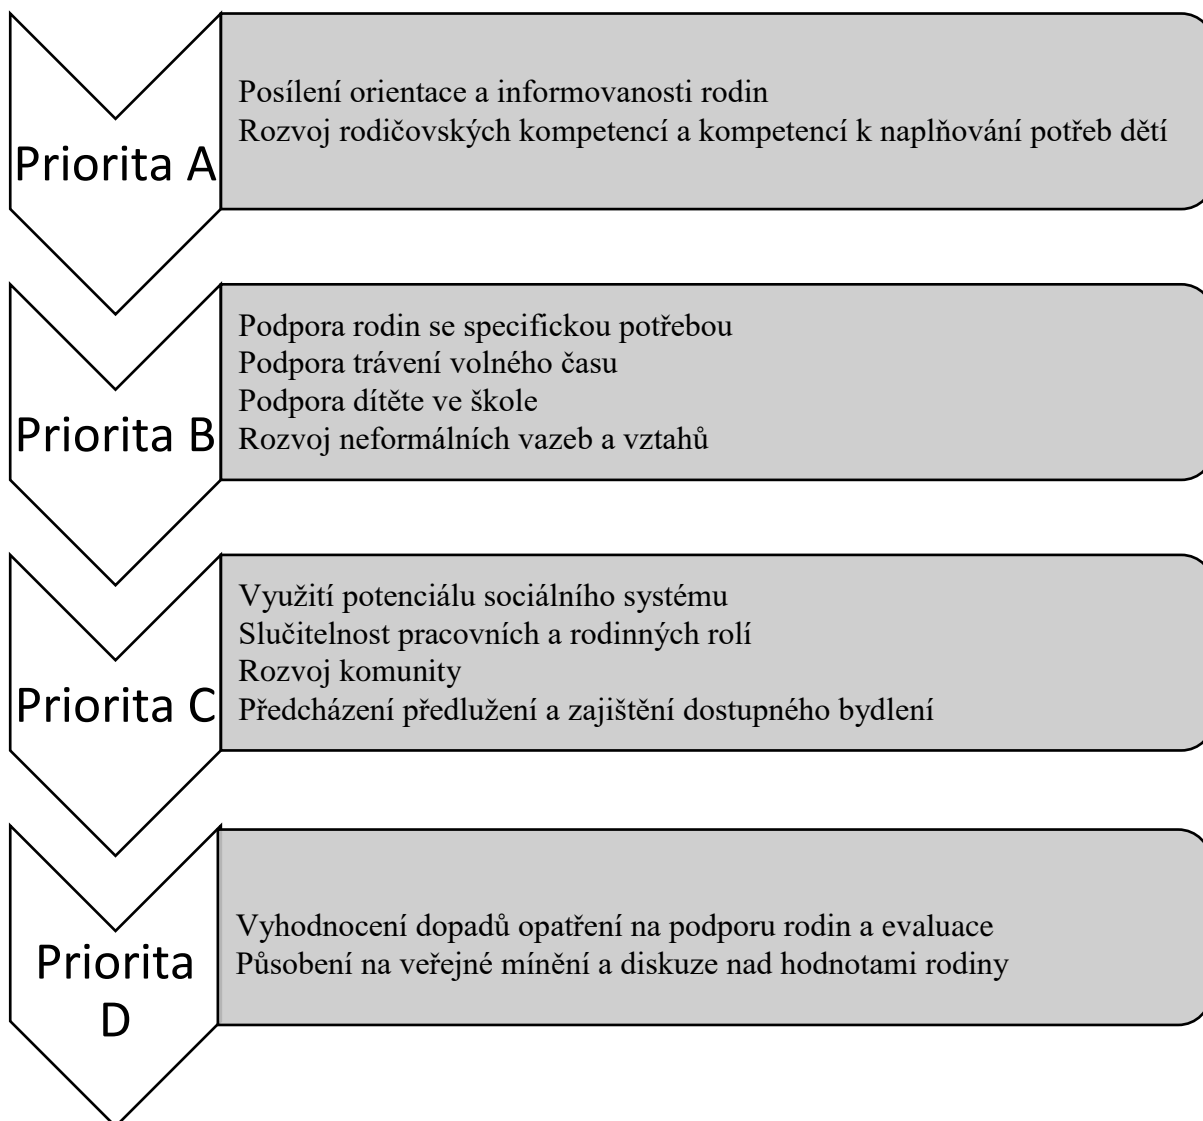 Priorita A
Posílení orientace a informovanosti rodin
Rozvoj rodičovských kompetencí a kompetencí k naplňování potřeb dětí
Priorita B
Podpora rodin se specifickou potřebou
Podpora trávení volného času
Podpora dítěte ve škole
Rozvoj neformálních vazeb a vztahů
Priorita C
Využití potenciálu sociálního systému
Slučitelnost pracovních a rodinných rolí
Rozvoj komunity
Předcházení předlužení a zajištění dostupného bydlení
Priorita
D
Vyhodnocení dopadů opatření na podporu rodin a evaluace
Působení na veřejné mínění a diskuze nad hodnotami rodiny